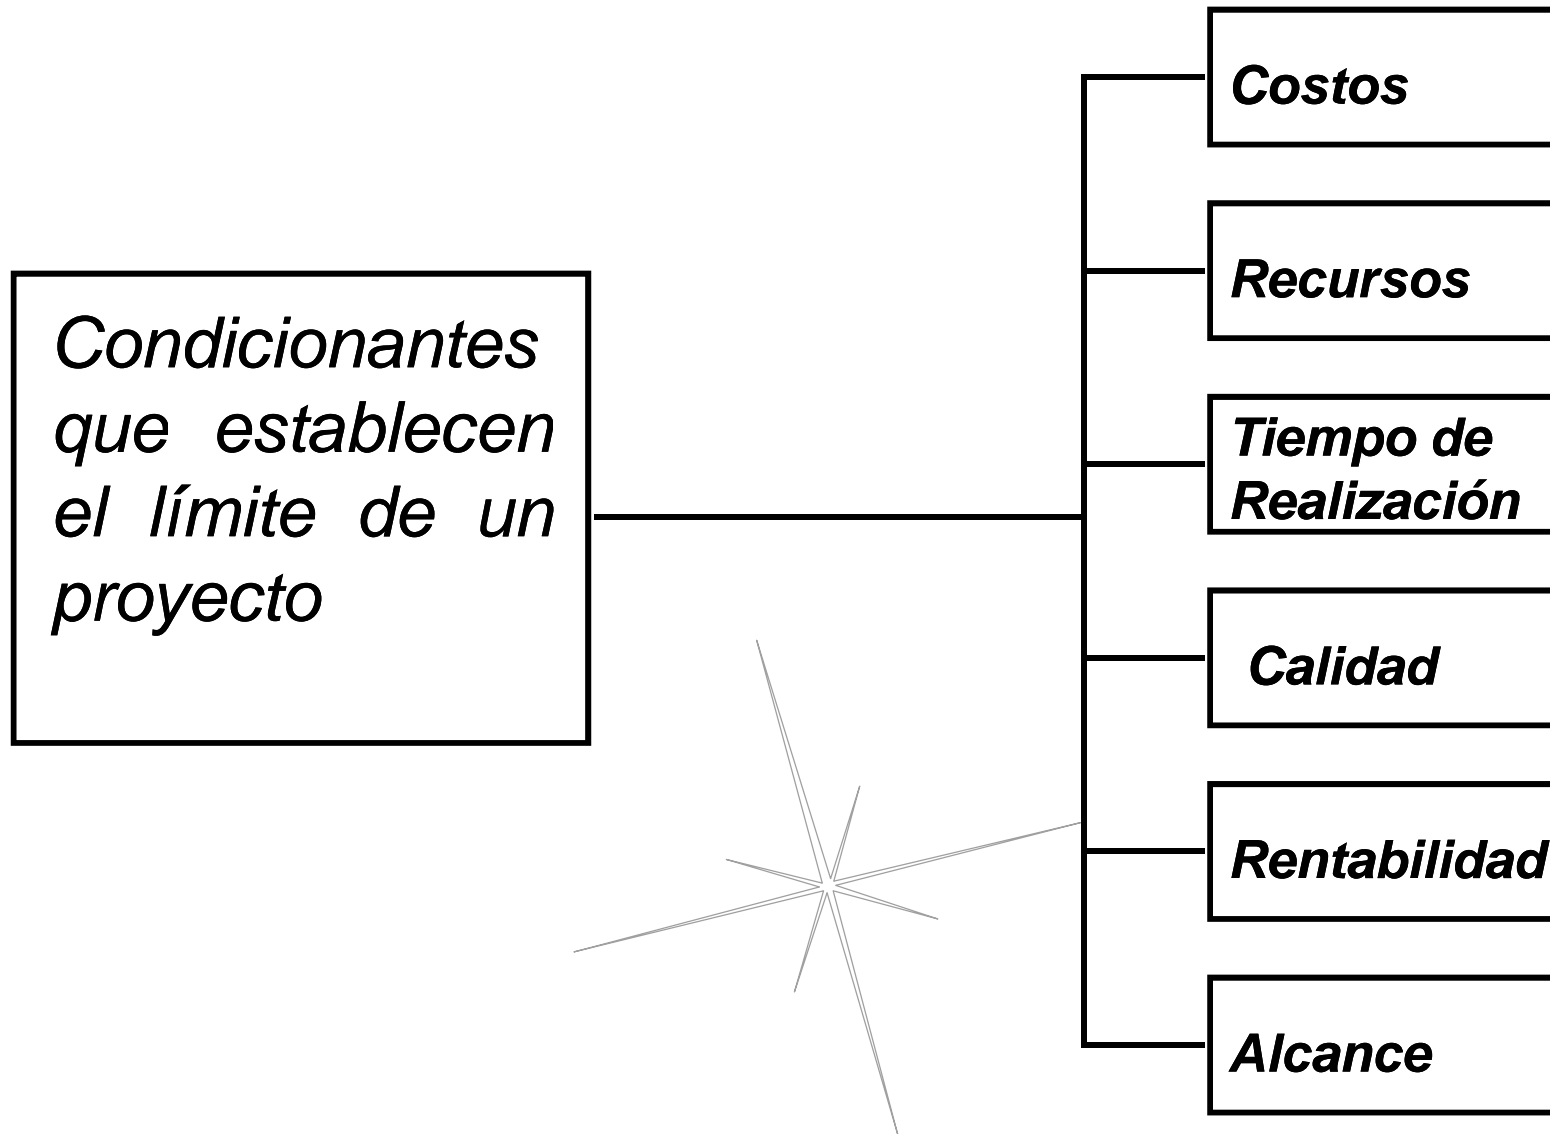 Condicionantes
que establecen
el límite de un
proyecto
Costos
Recursos
Tiempo de
Realización
Calidad
Rentabilidad
Alcance